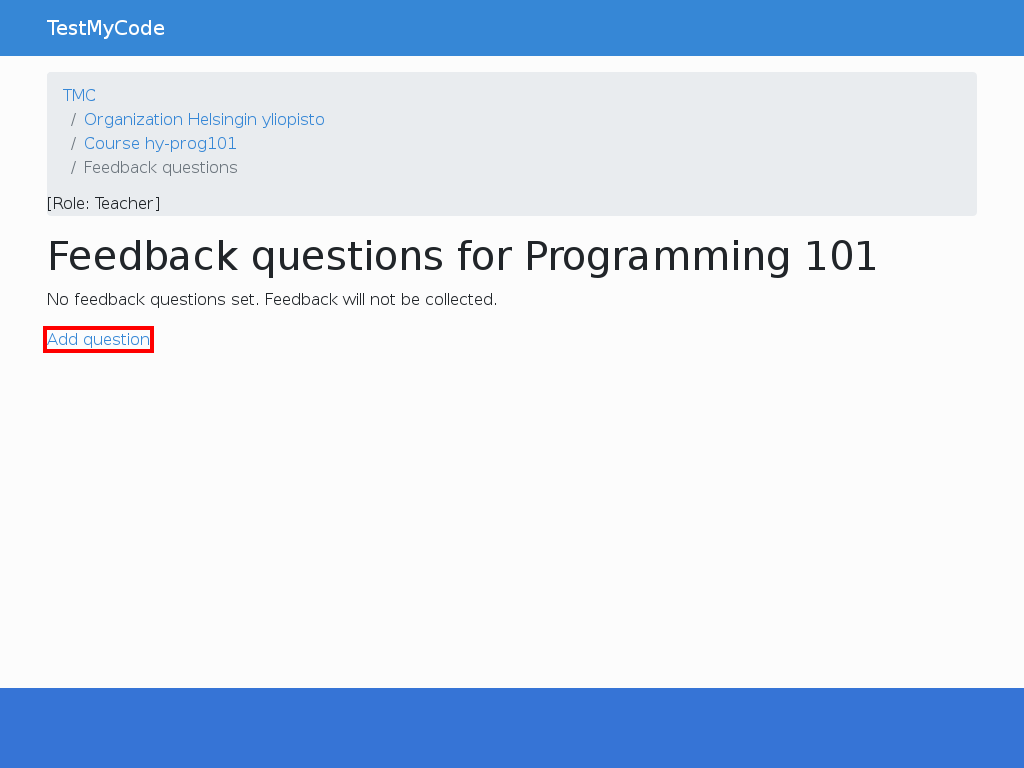 TestMyCode
TMC
/ Organization Helsingin yliopisto
/ Course hy-prog101
/ Feedback questions
[Role: Teacher]
Feedback questions for Programming 101
No feedback questions set. Feedback will not be collected.
Add question